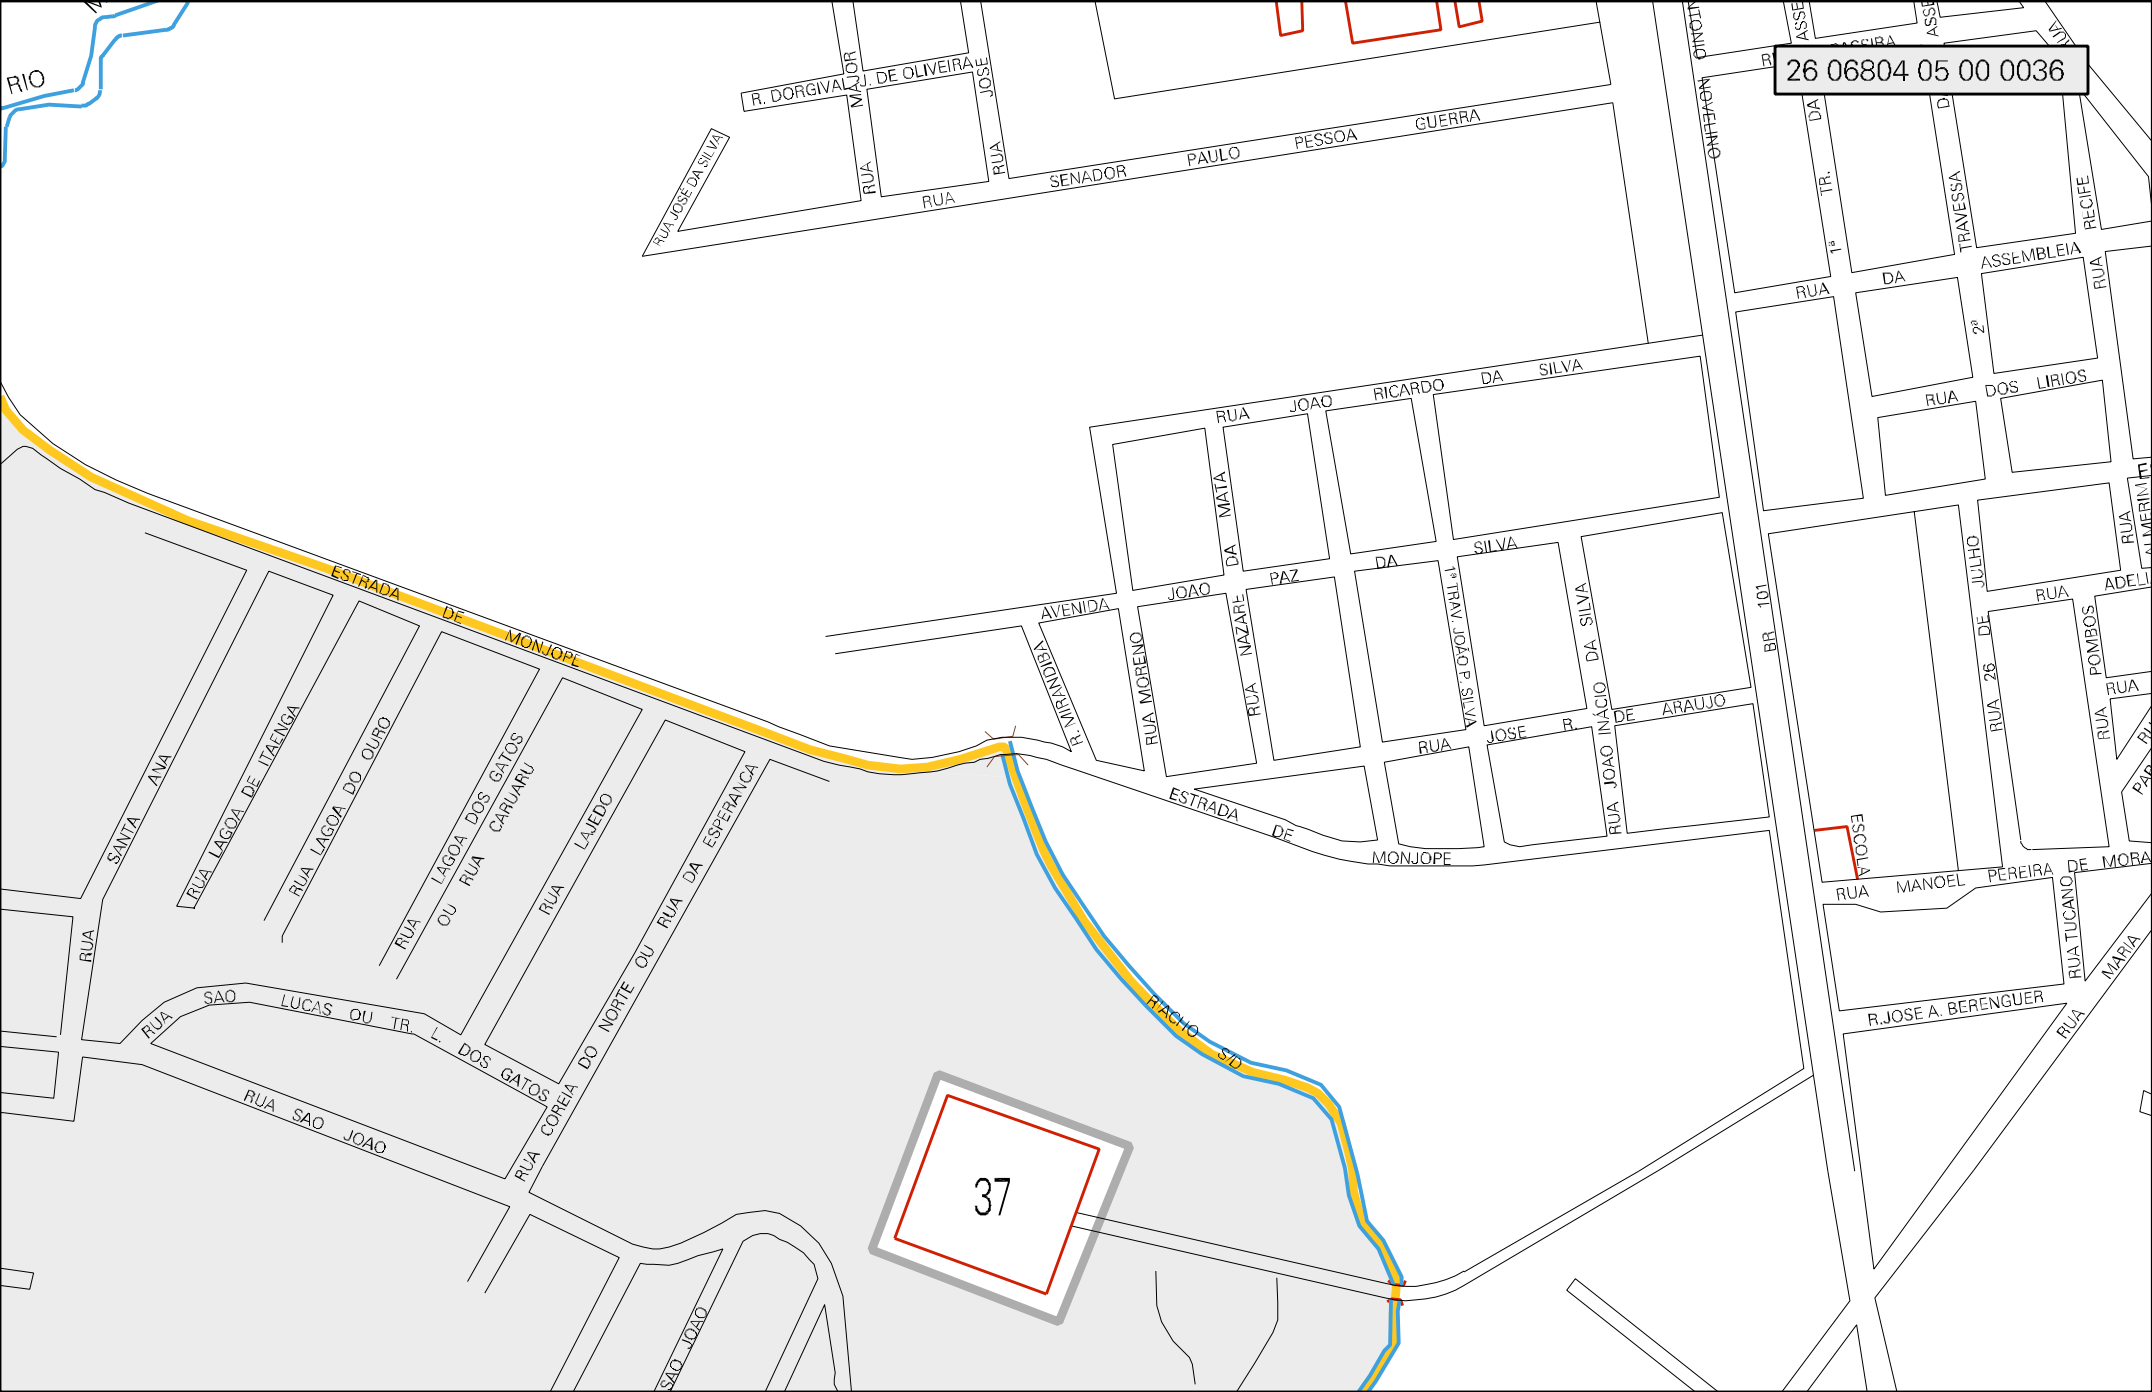 RIO
26 06804 05 00 0036
R. DORGIVAL J. DE OLIVEIRA
RUA MAJOR
RUA JOSE
RUA JOSE DA SILVA
RUA SENADOR PAULO PESSOA GUERRA
NOVELINO
1ª TR. DA
2ª TRAVESSA
RUA RECIFE
RUA DA ASSEMBLEIA
RUA DOS LIRIOS
RUA JOAO RICARDO DA SILVA
RUA NAZARE DA MATA
AVENIDA JOAO PAZ DA SILVA
1ª TRAV. JOÃO P. SILVA
RUA JOAO INÁCIO DA SILVA
R. MIRANDIBA
RUA MORENO
RUA JOSE R. DE ARAUJO
BR 101
RUA 26 DE JULHO
RUA POMBOS
RUA
RUA ADELI
RUA
ESTRADA DE MONJOPE
ESTRADA DE MONJOPE
RUA SANTA ANA
RUA LAGOA DE ITAENGA
RUA LAGOA DO OURO
RUA LAGOA DOS GATOS
OU RUA CARUARU
RUA LAJEDO
RUA COREIA DO NORTE OU RUA DA ESPERANCA
RUA SAO LUCAS OU TR. L. DOS GATOS
RUA SAO JOAO
SAO JOAO
RIACHO S/D
37
ESCOLA
RUA MANOEL PEREIRA DE MORA
RUA TUCANO
R.JOSE A. BERENGUER
RUA MARIA